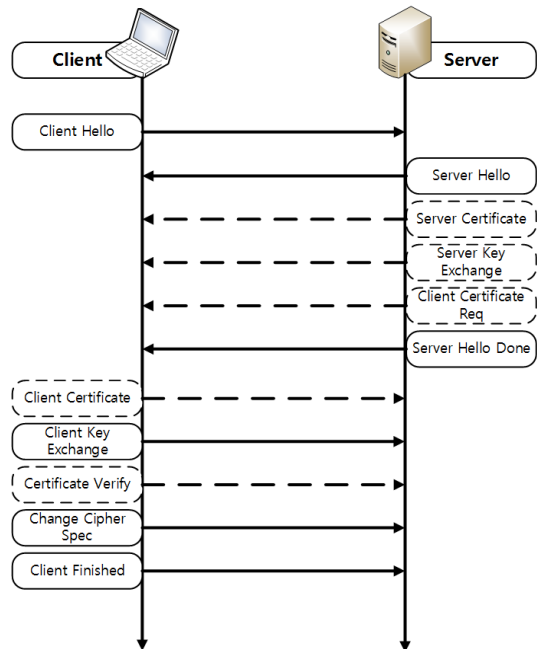 Client
Server
Client Hello
Server Hello
Server Certificate
Server Key
Exchange
Client Certificate
Req
Server Hello Done
Client Certificate
Client Key
Exchange
Certificate Verify
Change Cipher
Spec
Client Finished